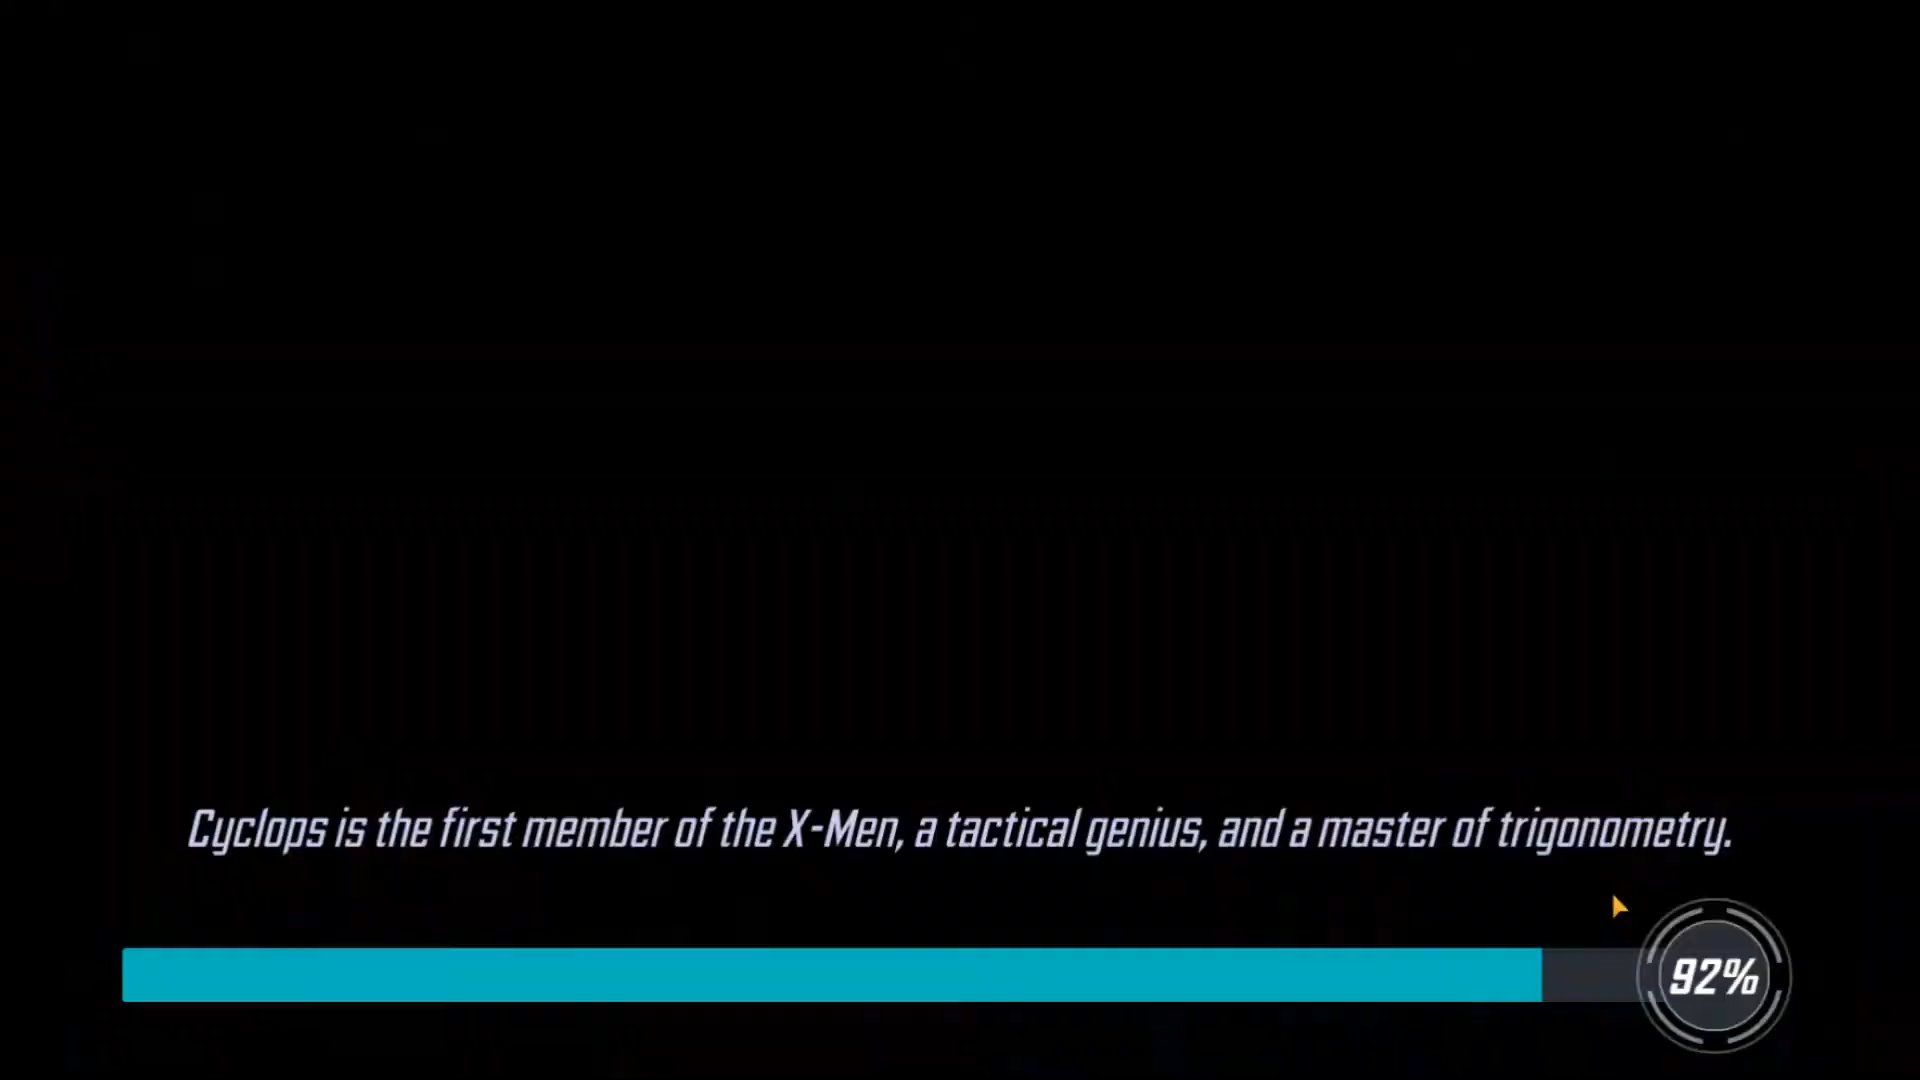 Cyclops is the first member of the X-Men, a tactical genius, and a master of trigonometry.
92%